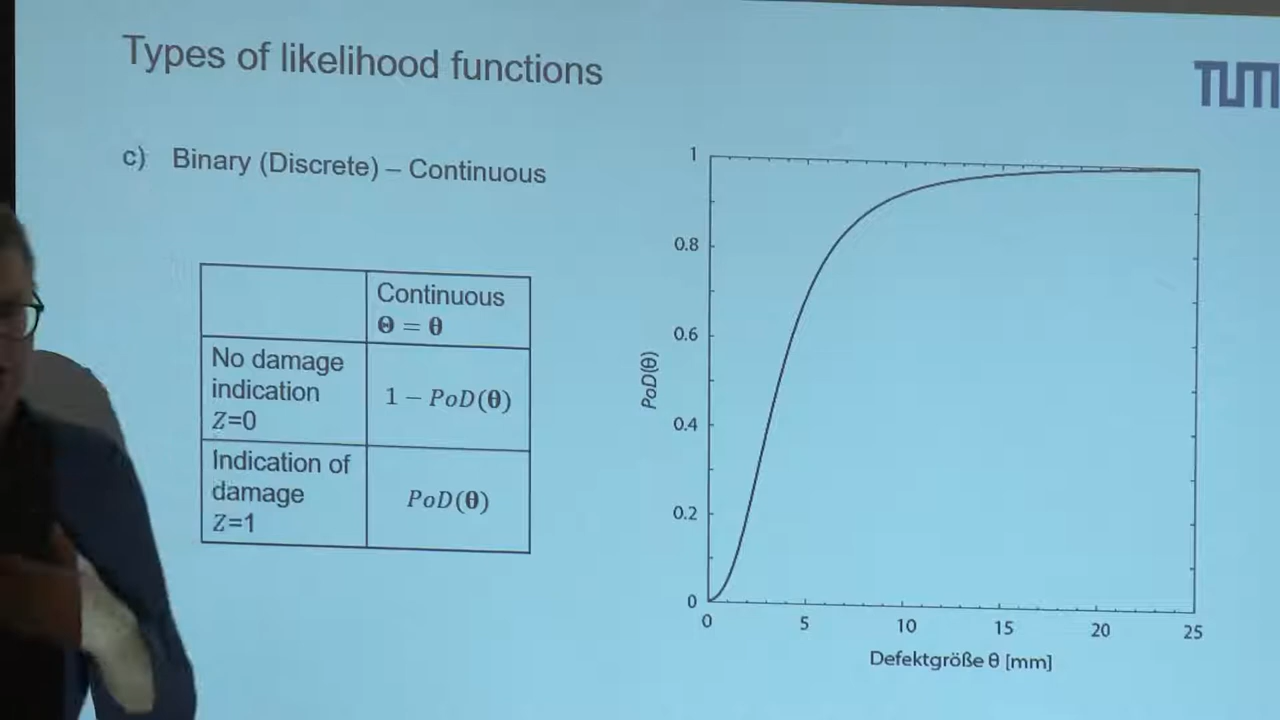 Types of likelihood functions
TUM
c) Binary (Discrete) – Continuous
Continuous
Θ = θ
No damage
indication
Z=0
1 − PoD(θ)
Indication of
damage
Z=1
PoD(θ)
1
0.8
0.6
0.4
0.2
0
PoD(θ)
0 5 10 15 20 25
Defektgröße θ [mm]